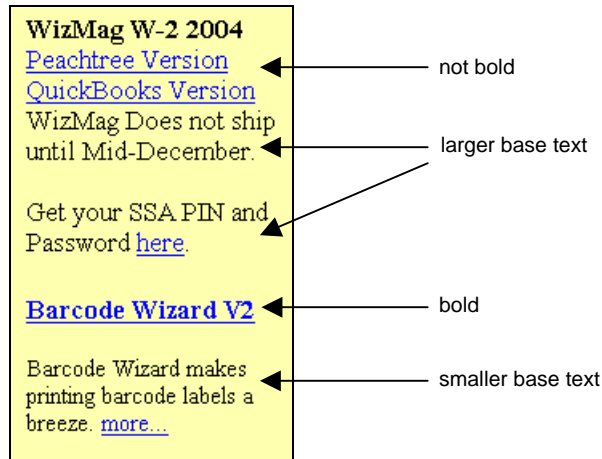 WizMag W-2 2004
Peachtree Version
not bold
QuickBooks Version
WizMag Does not ship
until Mid-December.
larger base text
Get your SSA PIN and
Password here.
Barcode Wizard V2
bold
Barcode Wizard makes
printing barcode labels a
smaller base text
breeze. more...